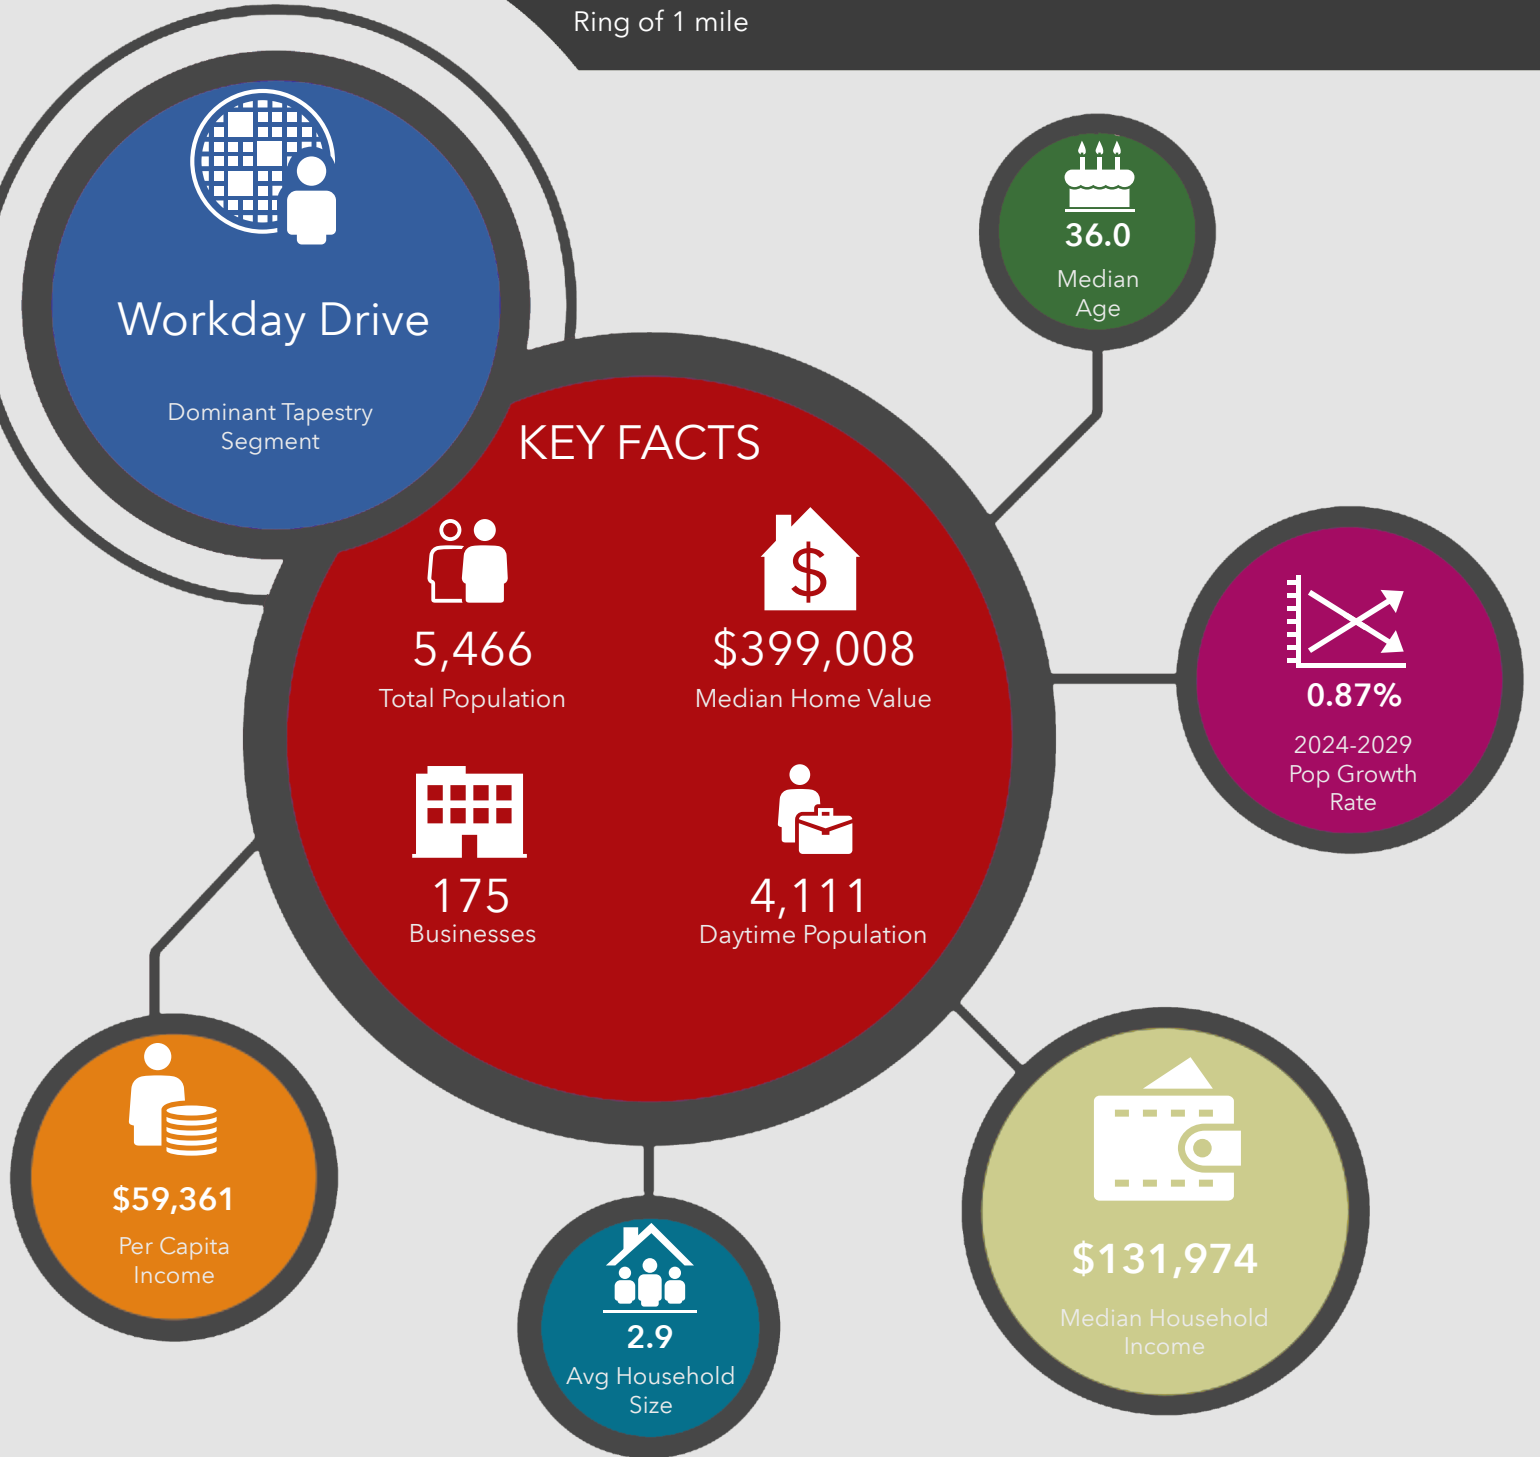 Ring of 1 mile
Workday Drive
Dominant Tapestry
Segment
KEY FACTS
5,466
Total Population
$399,008
Median Home Value
175
Businesses
4,111
Daytime Population
36.0
Median
Age
0.87%
2024-2029
Pop Growth
Rate
$59,361
Per Capita
Income
2.9
Avg Household
Size
$131,974
Median Household
Income